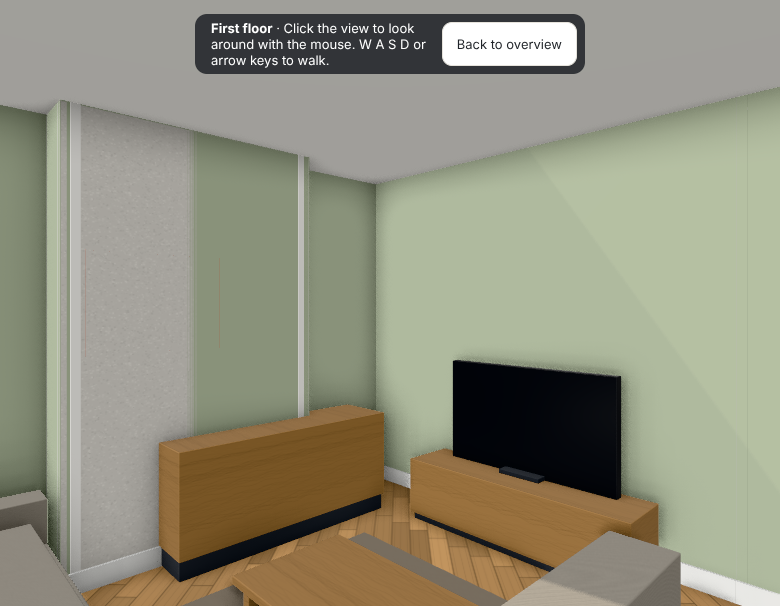 First floor · Click the view to look
around with the mouse. W A S D or
arrow keys to walk.
Back to overview